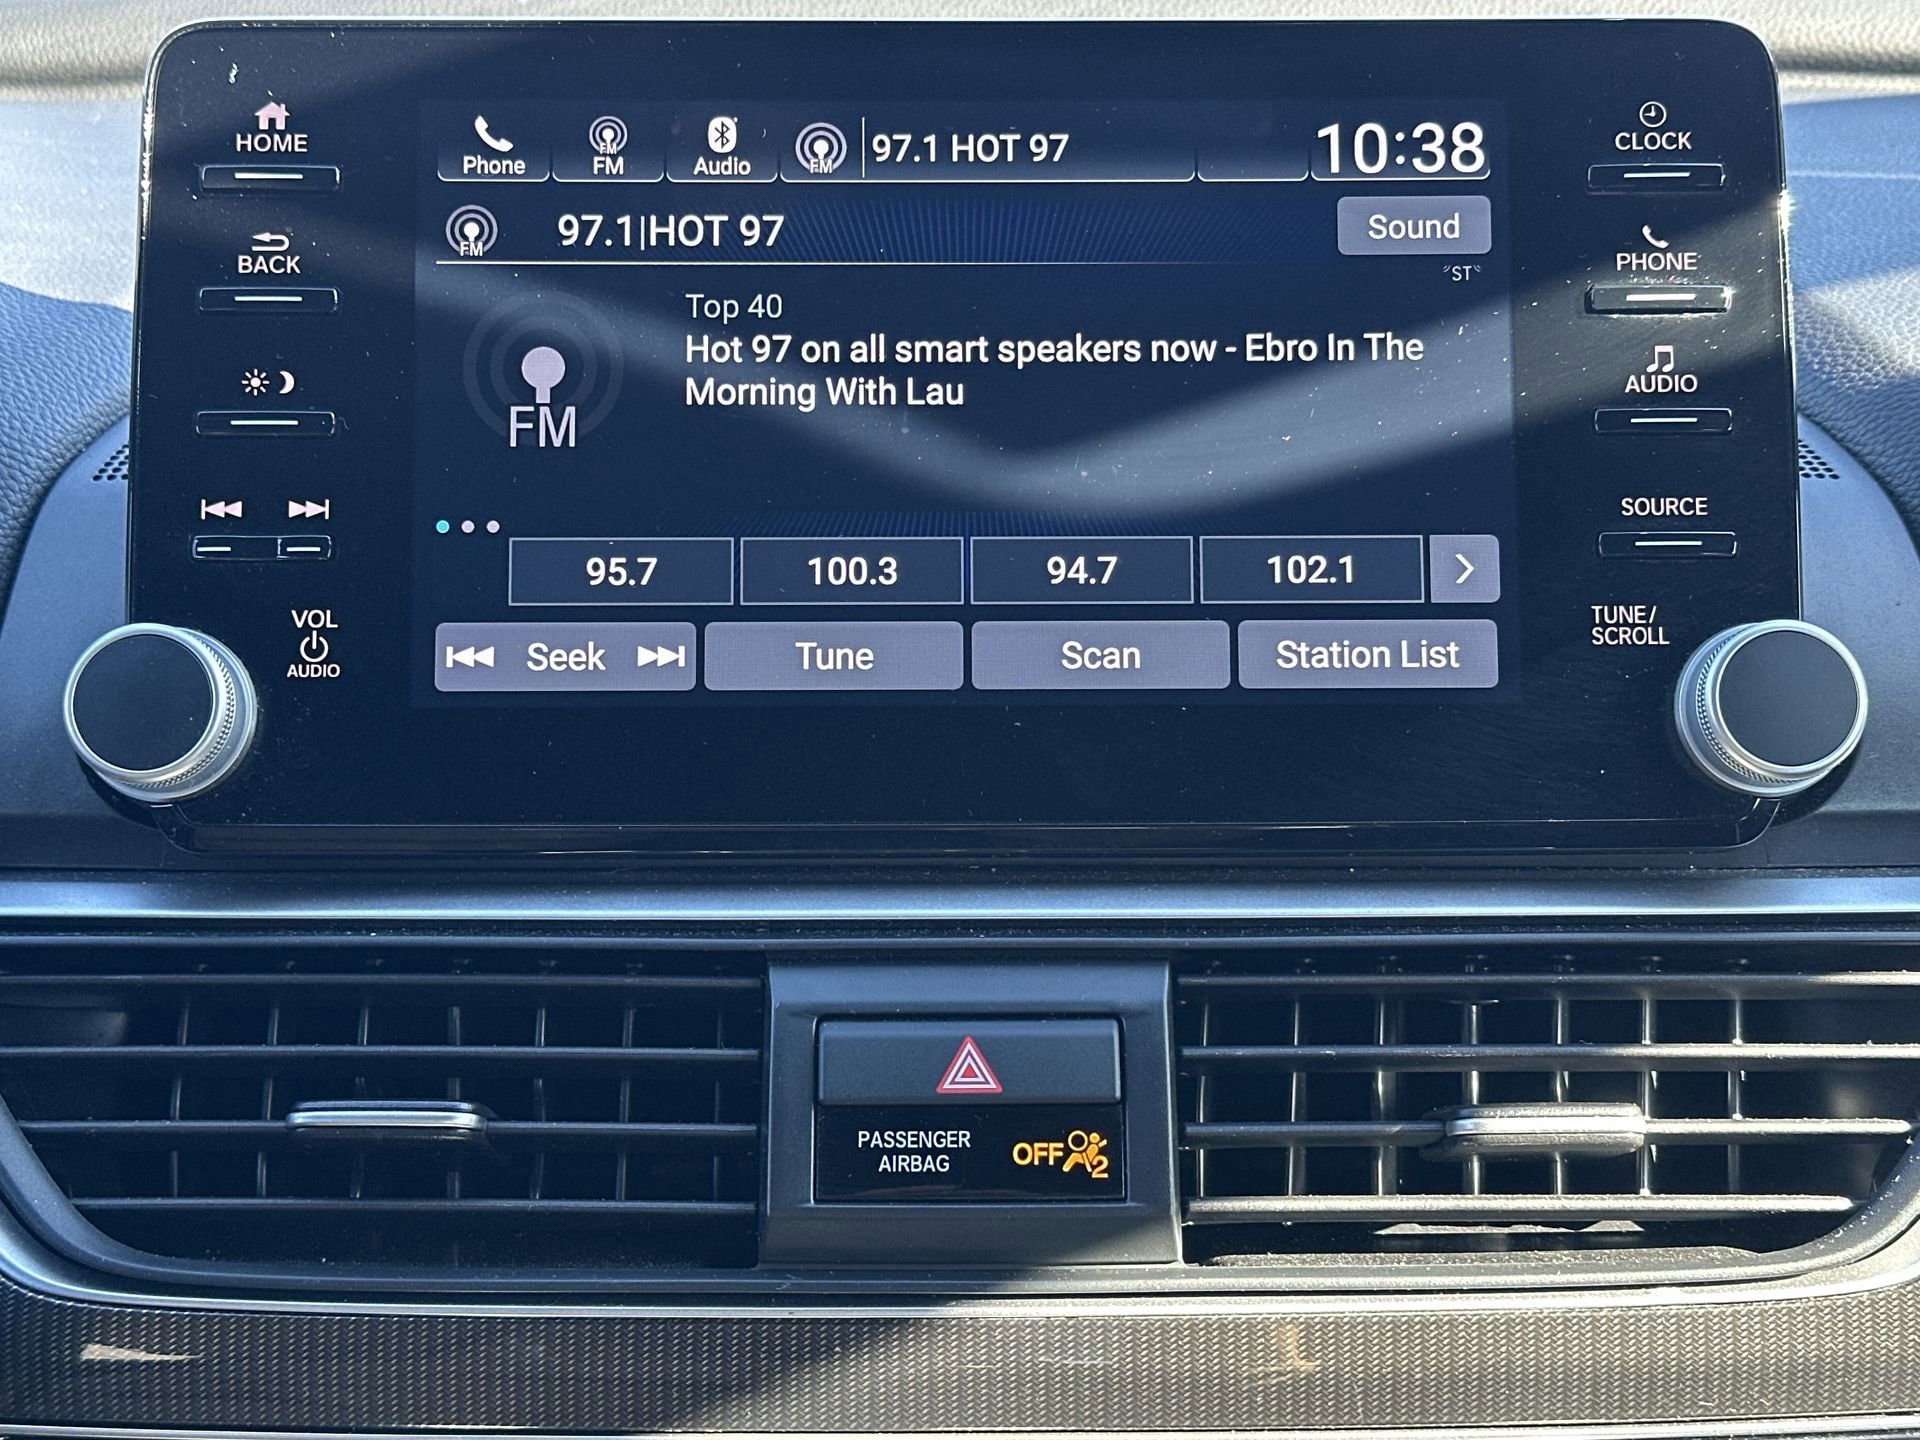 HOME
BACK
VOL
AUDIO
Phone
FM
FM
Audio
FM
97.1 HOT 97
10:38
FM
97.1|HOT 97
Sound
"ST"
FM
Top 40
Hot 97 on all smart speakers now - Ebro In The
Morning With Lau
95.7
100.3
94.7
102.1
Seek
Tune
Scan
Station List
CLOCK
PHONE
AUDIO
SOURCE
TUNE/
SCROLL
PASSENGER
AIRBAG
OFF 2